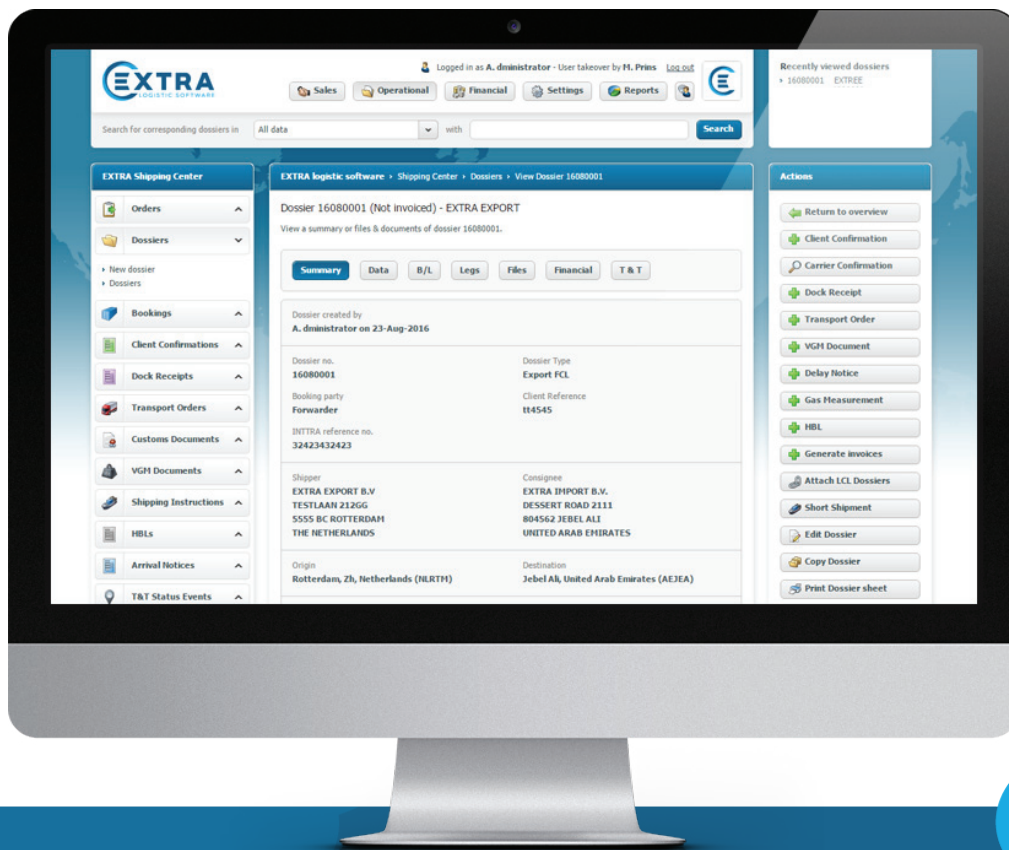 EXTRA
LOGISTIC SOFTWARE
Logged in as A. dministrator - User takeover by M. Prins Log out
Sales Operational Financial Settings Reports
Search for corresponding dossiers in All data with Search
Recently viewed dossiers
16080001 EXTREE
EXTRA Shipping Center
Orders
Dossiers
New dossier
Dossiers
Bookings
Client Confirmations
Dock Receipts
Transport Orders
Customs Documents
VGM Documents
Shipping Instructions
HBLs
Arrival Notices
T&T Status Events
EXTRA logistic software › Shipping Center › Dossiers › View Dossier 16080001
Dossier 16080001 (Not invoiced) - EXTRA EXPORT
View a summary or files & documents of dossier 16080001.
Summary Data B/L Legs Files Financial T & T
Dossier created by
A. dministrator on 23-Aug-2016
Dossier no. Dossier Type
16080001 Export FCL
Booking party Client Reference
Forwarder tt4545
INTTRA reference no.
32423432423
Shipper Consignee
EXTRA EXPORT B.V EXTRA IMPORT B.V.
TESTLAAN 212GG DESSERT ROAD 2111
5555 BC ROTTERDAM 804562 JEBEL ALI
THE NETHERLANDS UNITED ARAB EMIRATES
Origin Destination
Rotterdam, Zh, Netherlands (NLRTM) Jebel Ali, United Arab Emirates (AEJEA)
Actions
Return to overview
Client Confirmation
Carrier Confirmation
Dock Receipt
Transport Order
VGM Document
Delay Notice
Gas Measurement
HBL
Generate invoices
Attach LCL Dossiers
Short Shipment
Edit Dossier
Copy Dossier
Print Dossier sheet